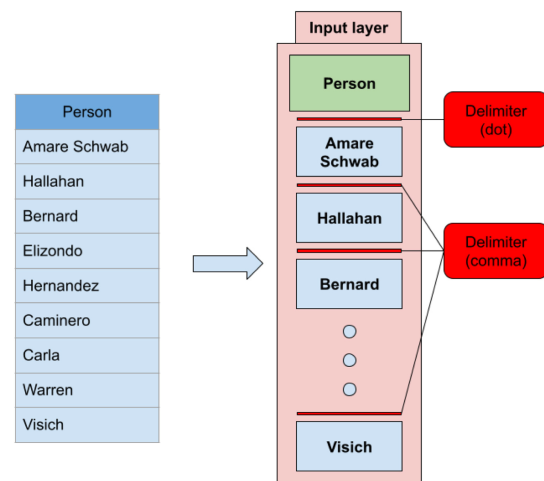 Person
Amare Schwab
Hallahan
Bernard
Elizondo
Hernandez
Caminero
Carla
Warren
Visich
Input layer
Person
Amare
Schwab
Hallahan
Bernard
Visich
Delimiter
(dot)
Delimiter
(comma)